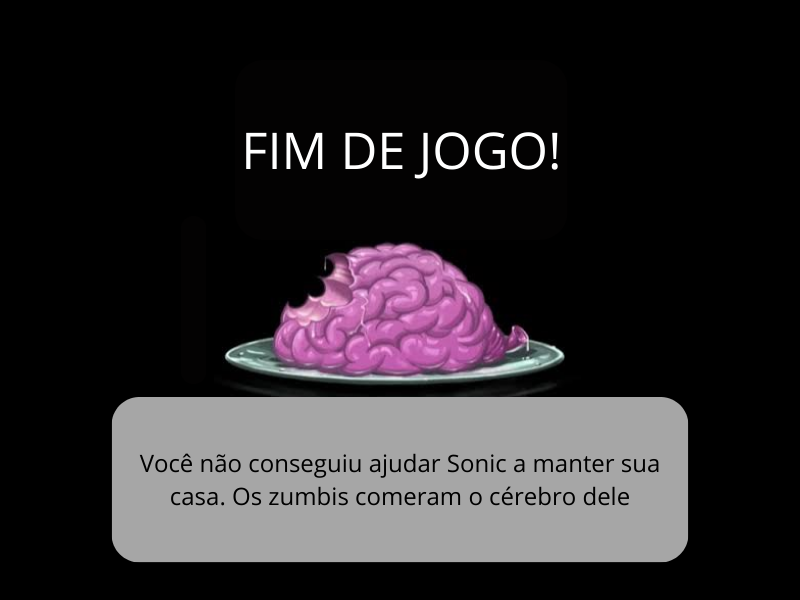 FIM DE JOGO!
Você não conseguiu ajudar Sonic a manter sua
casa. Os zumbis comeram o cérebro dele